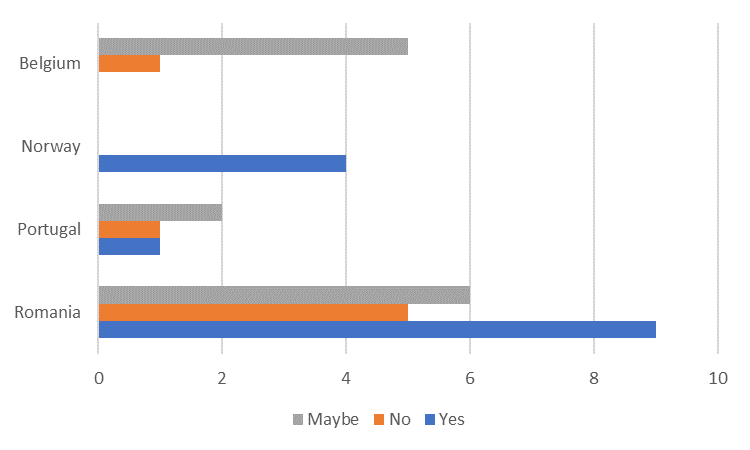 Belgium
Norway
Portugal
Romania
0 2 4 6 8 10
Maybe No Yes